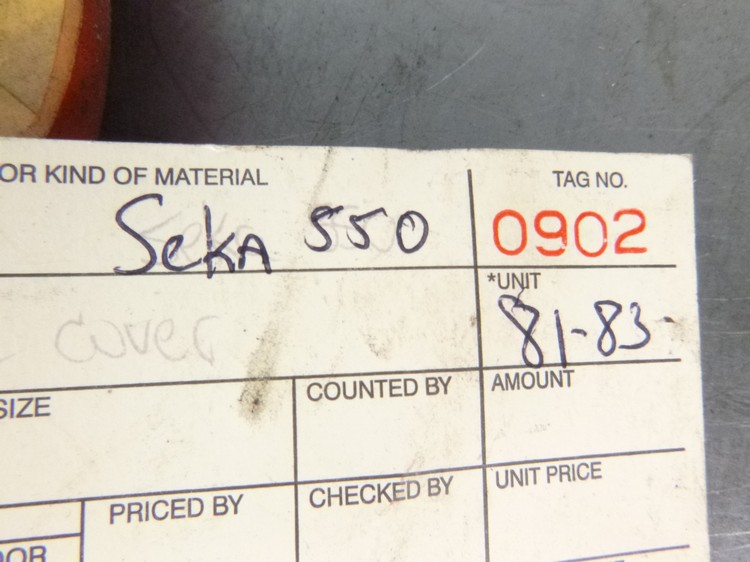 OR KIND OF MATERIAL
TAG NO.
SekA 550
0902
*UNIT
cover
81-83
SIZE
COUNTED BY
AMOUNT
PRICED BY
CHECKED BY
UNIT PRICE